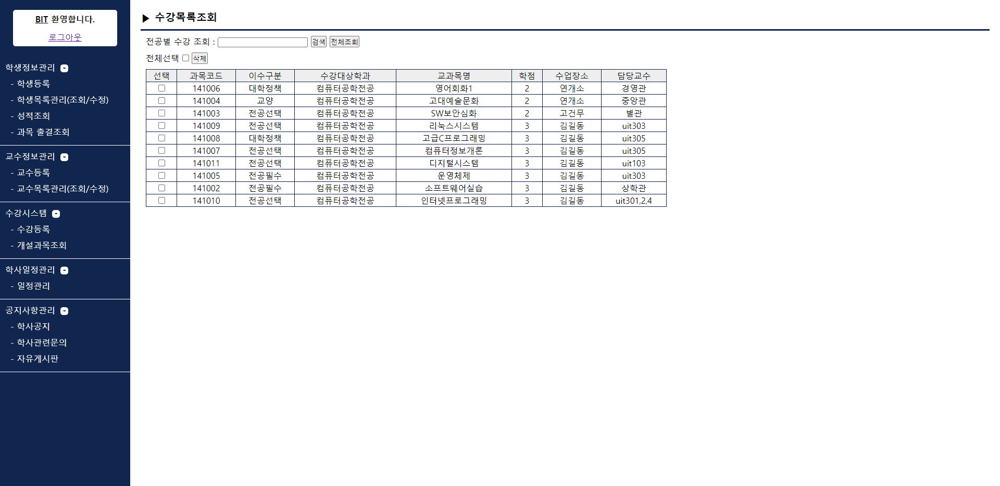 BIT 환영합니다.
로그아웃
학생정보관리 -
- 학생등록
- 학생목록관리(조회/수정)
- 성적조회
- 과목 출결조회
교수정보관리 -
- 교수등록
- 교수목록관리(조회/수정)
수강시스템 -
- 수강등록
- 개설과목조회
학사일정관리 -
- 일정관리
공지사항관리 -
- 학사공지
- 학사관련문의
- 자유게시판
▶ 수강목록조회
전공별 수강 조회 : 검색 전체조회
전체선택 삭제
선택 과목코드 이수구분 수강대상학과 교과목명 학점 수업장소 담당교수
141006 대학정책 컴퓨터공학전공 영어회화1 2 연개소 경영관
141004 교양 컴퓨터공학전공 고대예술문화 2 연개소 중앙관
141003 전공선택 컴퓨터공학전공 SW보안심화 2 고건무 별관
141009 전공선택 컴퓨터공학전공 리눅스시스템 3 김길동 uit303
141008 대학정책 컴퓨터공학전공 고급C프로그래밍 3 김길동 uit305
141007 전공선택 컴퓨터공학전공 컴퓨터정보개론 3 김길동 uit305
141011 전공선택 컴퓨터공학전공 디지털시스템 3 김길동 uit103
141005 전공필수 컴퓨터공학전공 운영체제 3 김길동 uit303
141002 전공필수 컴퓨터공학전공 소프트웨어실습 3 김길동 상학관
141010 전공선택 컴퓨터공학전공 인터넷프로그래밍 3 김길동 uit301,2,4